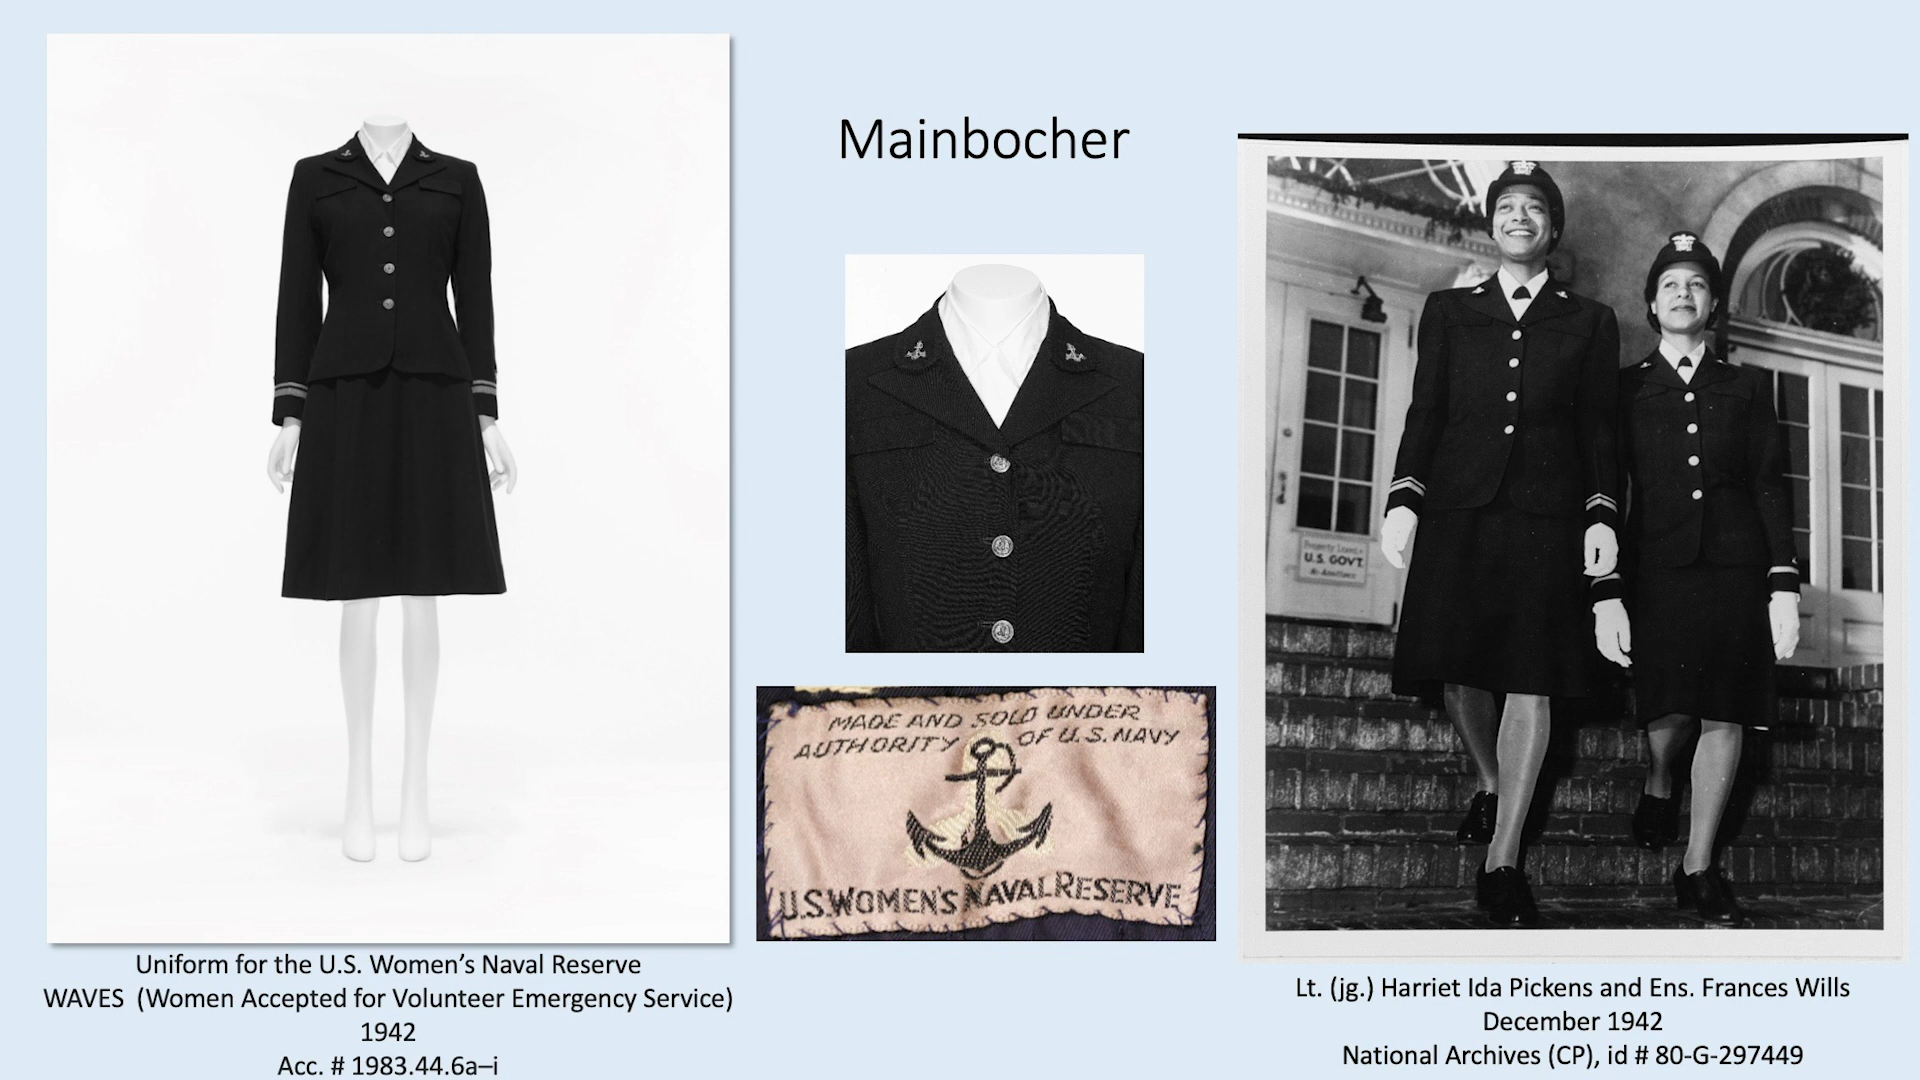 Mainbocher
MADE AND SOLD UNDER
AUTHORITY OF U.S. NAVY
U.S. WOMEN'S NAVAL RESERVE
Property Leased
U.S. GOVT.
Uniform for the U.S. Women’s Naval Reserve
WAVES (Women Accepted for Volunteer Emergency Service)
1942
Acc. # 1983.44.6a–i
Lt. (jg.) Harriet Ida Pickens and Ens. Frances Wills
December 1942
National Archives (CP), id # 80-G-297449